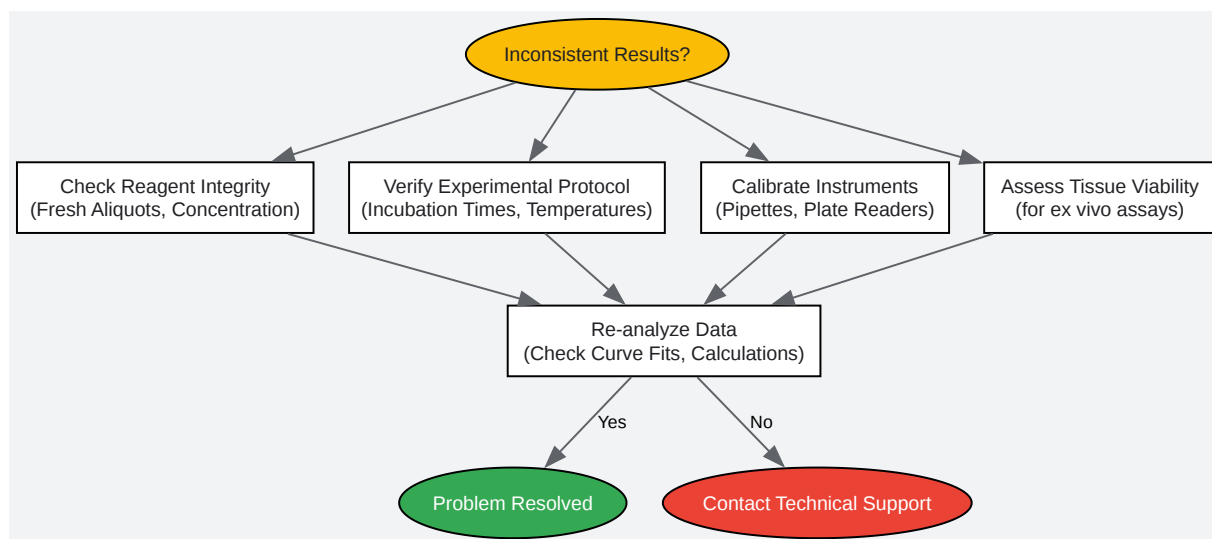 Inconsistent Results?
Check Reagent Integrity
(Fresh Aliquots, Concentration)
Verify Experimental Protocol
(Incubation Times, Temperatures)
Calibrate Instruments
(Pipettes, Plate Readers)
Assess Tissue Viability
(for ex vivo assays)
Re-analyze Data
(Check Curve Fits, Calculations)
Yes
No
Problem Resolved
Contact Technical Support